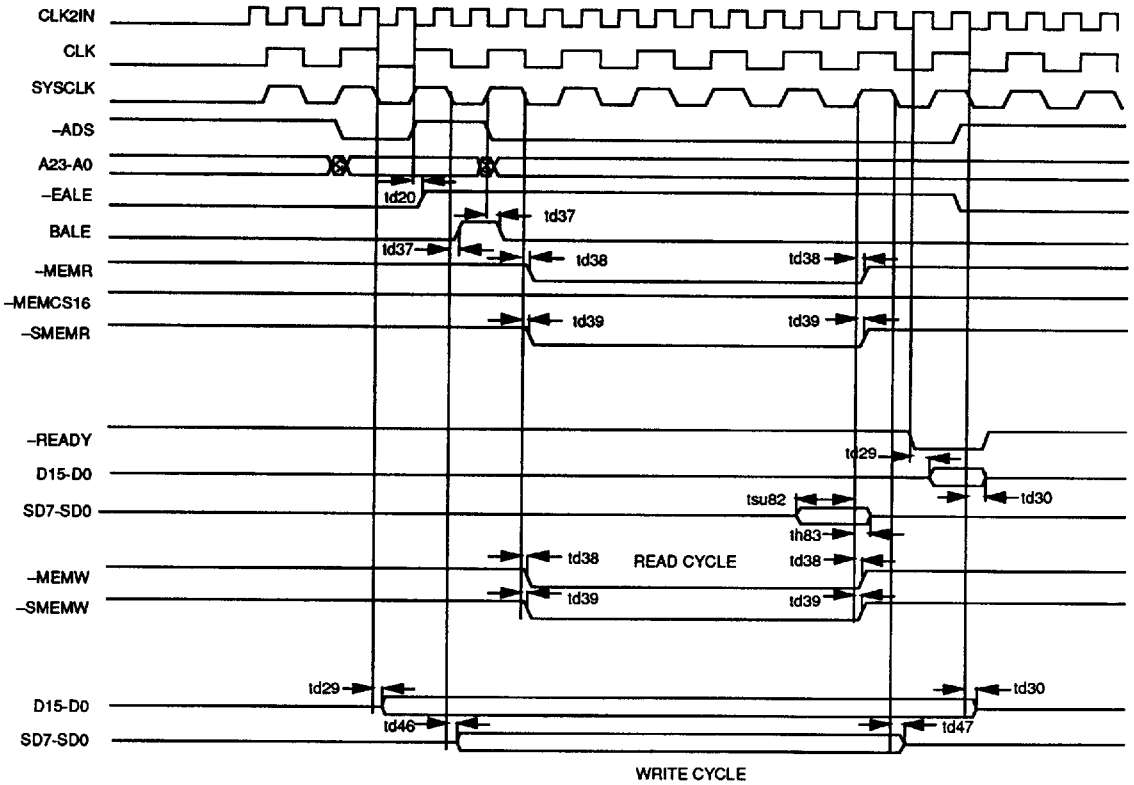 CLK2IN
CLK
SYSCLK
–ADS
A23-A0
–EALE
td20
td37
BALE
td37
td38
td38
–MEMR
–MEMCS16
td39
td39
–SMEMR
–READY
td29
D15-D0
tsu82
td30
SD7-SD0
th83
td38
READ CYCLE
td38
–MEMW
td39
td39
–SMEMW
td29
td30
D15-D0
td46
td47
SD7-SD0
WRITE CYCLE